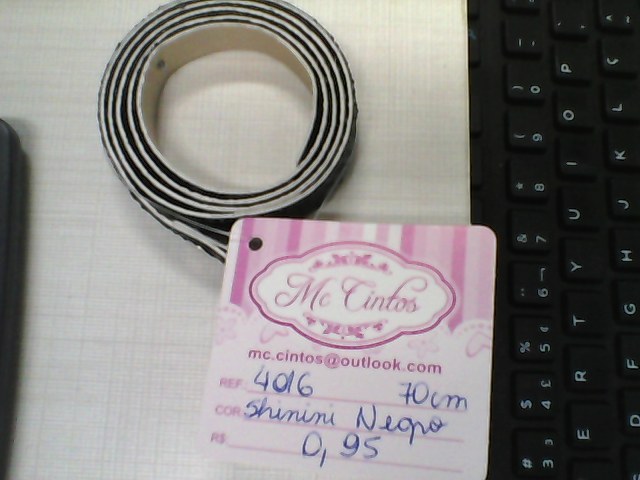 Mc Cintos
mc.cintos@outlook.com
REF. 4016 70cm
COR shinini Negro
R$ 0,95